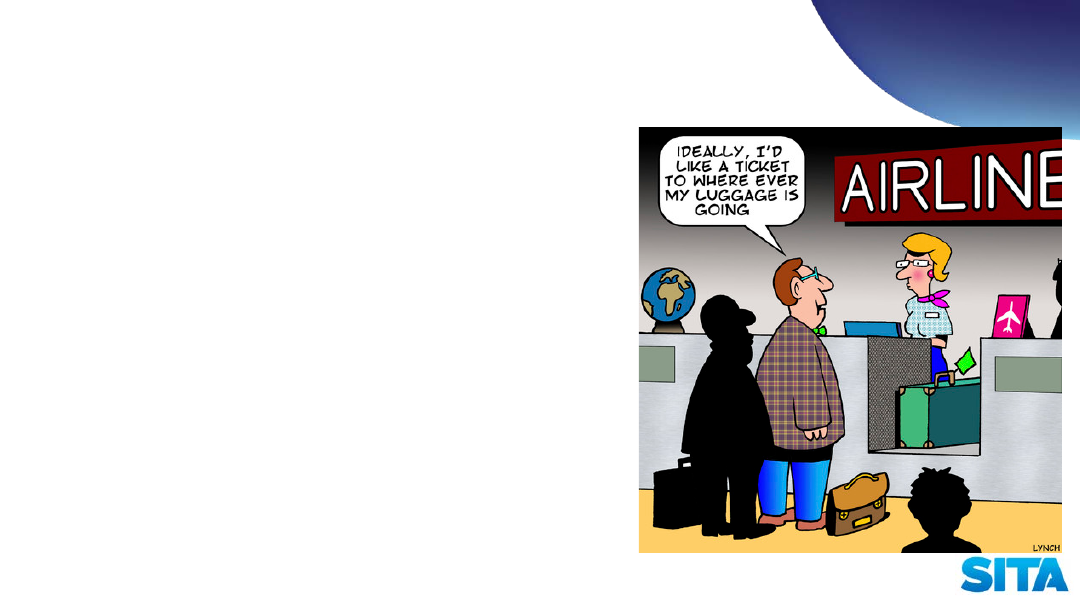 IDEALLY, I'D
LIKE A TICKET
TO WHERE EVER
MY LUGGAGE IS
GOING
AIRLINE
LYNCH
SITA